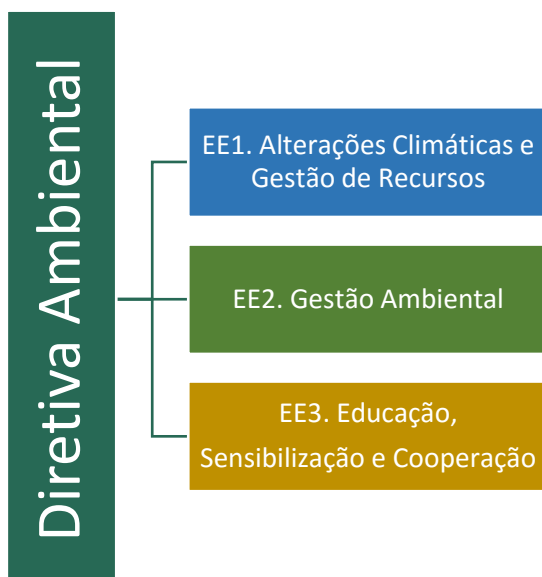 Diretiva Ambiental
EE1. Alterações Climáticas e
Gestão de Recursos
EE2. Gestão Ambiental
EE3. Educação,
Sensibilização e Cooperação